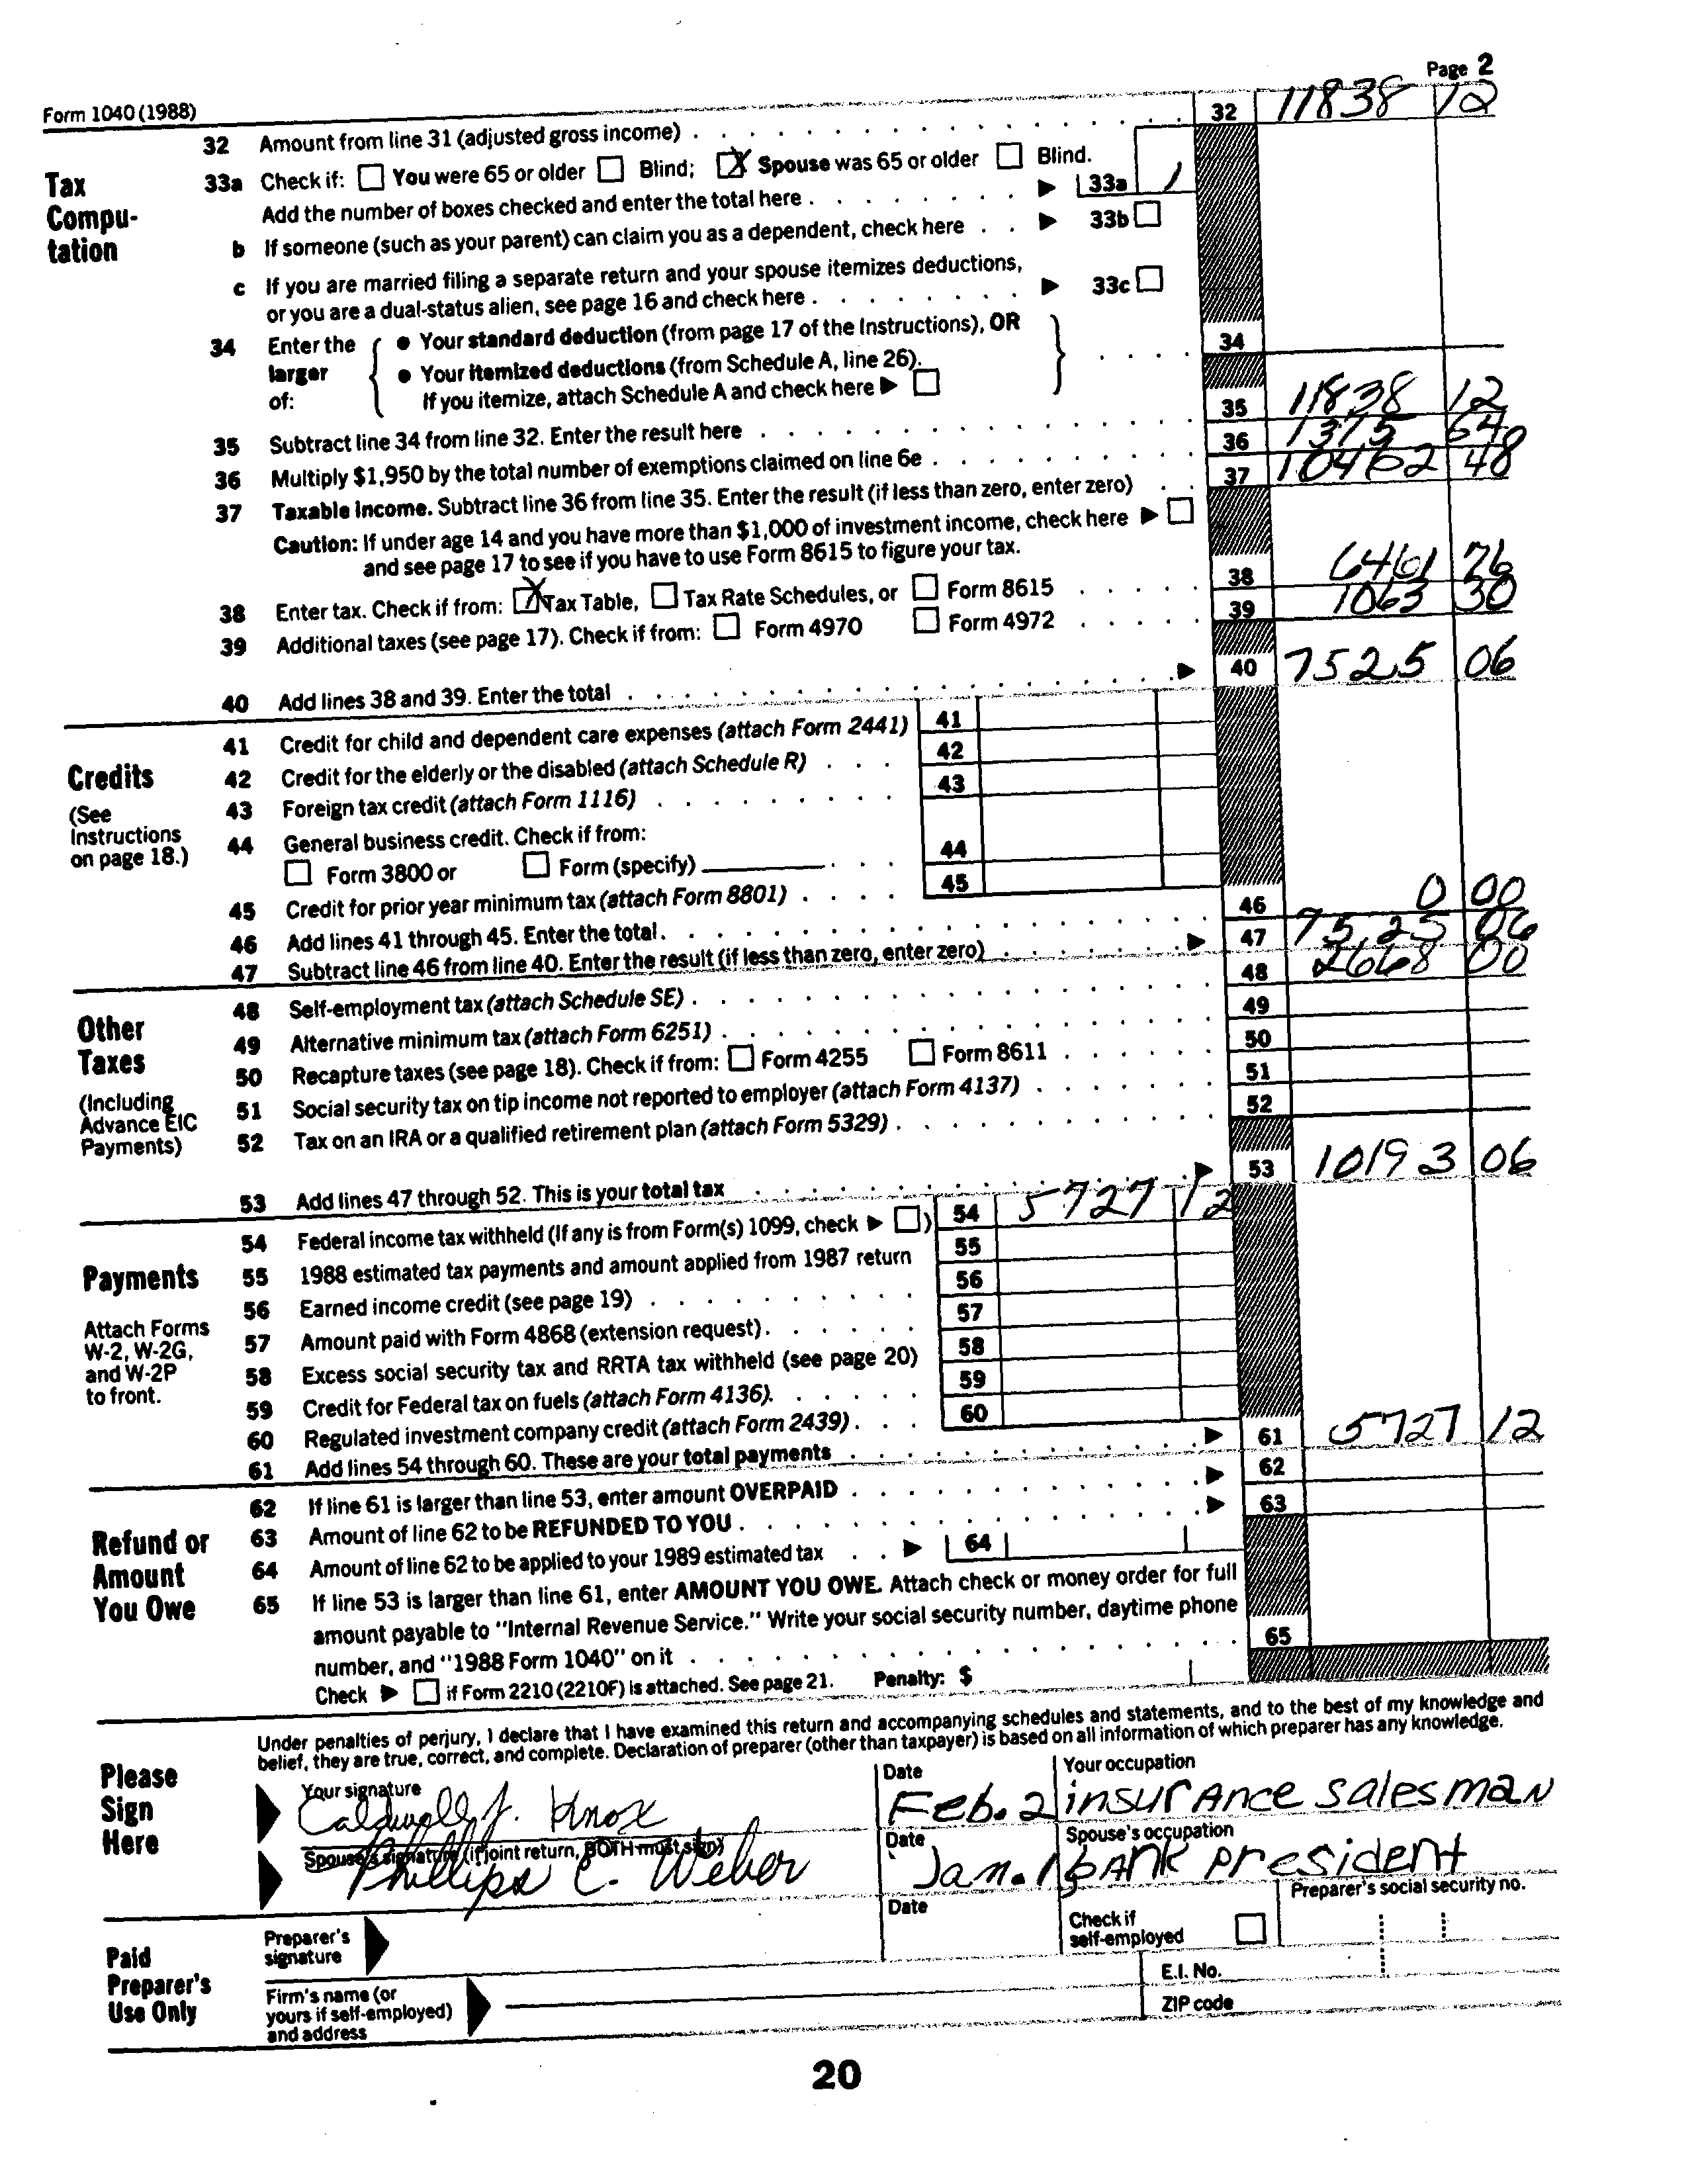 Page 2
Form 1040 (1988)
32 Amount from line 31 (adjusted gross income) . . . . 32 11838 12
Tax Compu-tation
33a Check if: You were 65 or older Blind; X Spouse was 65 or older Blind.
Add the number of boxes checked and enter the total here . . . . 33a 1
b If someone (such as your parent) can claim you as a dependent, check here . . 33b
c If you are married filing a separate return and your spouse itemizes deductions,
or you are a dual-status alien, see page 16 and check here . . . . 33c
34 Enter the larger of:
• Your standard deduction (from page 17 of the Instructions), OR
• Your itemized deductions (from Schedule A, line 26).
If you itemize, attach Schedule A and check here
34
35 Subtract line 34 from line 32. Enter the result here . . . . 35 11838 12
36 Multiply $1,950 by the total number of exemptions claimed on line 6e . . . . 36 1375 64
37 Taxable income. Subtract line 36 from line 35. Enter the result (if less than zero, enter zero) . . 37 10462 48
Caution: If under age 14 and you have more than $1,000 of investment income, check here
and see page 17 to see if you have to use Form 8615 to figure your tax.
38 Enter tax. Check if from: X Tax Table, Tax Rate Schedules, or Form 8615 . . . . 38 6461 76
39 Additional taxes (see page 17). Check if from: Form 4970 Form 4972 . . . . 39 1063 30
40 Add lines 38 and 39. Enter the total . . . . 40 7525 06
Credits
(See Instructions on page 18.)
41 Credit for child and dependent care expenses (attach Form 2441) 41
42 Credit for the elderly or the disabled (attach Schedule R) . . . 42
43 Foreign tax credit (attach Form 1116) . . . . 43
44 General business credit. Check if from:
Form 3800 or Form (specify) . . . 44
45 Credit for prior year minimum tax (attach Form 8801) . . . . 45
46 Add lines 41 through 45. Enter the total . . . . 46 0 00
47 Subtract line 46 from line 40. Enter the result (if less than zero, enter zero) . . . . 47 75,25 06
Other Taxes
(Including Advance EIC Payments)
48 Self-employment tax (attach Schedule SE) . . . . 48 2668 00
49 Alternative minimum tax (attach Form 6251) . . . . 49
50 Recapture taxes (see page 18). Check if from: Form 4255 Form 8611 . . . . 50
51 Social security tax on tip income not reported to employer (attach Form 4137) . . . . 51
52 Tax on an IRA or a qualified retirement plan (attach Form 5329) . . . . 52
53 Add lines 47 through 52. This is your total tax . . . . 53 10193 06
Payments
Attach Forms W-2, W-2G, and W-2P to front.
54 Federal income tax withheld (If any is from Form(s) 1099, check ) 54 5727 12
55 1988 estimated tax payments and amount applied from 1987 return 55
56 Earned income credit (see page 19) . . . . 56
57 Amount paid with Form 4868 (extension request) . . . . 57
58 Excess social security tax and RRTA tax withheld (see page 20) 58
59 Credit for Federal tax on fuels (attach Form 4136). . . . 59
60 Regulated investment company credit (attach Form 2439) . . . 60
61 Add lines 54 through 60. These are your total payments . . . . 61 5727 12
Refund or Amount You Owe
62 If line 61 is larger than line 53, enter amount OVERPAID . . . . 62
63 Amount of line 62 to be REFUNDED TO YOU . . . . 63
64 Amount of line 62 to be applied to your 1989 estimated tax . . 64
65 If line 53 is larger than line 61, enter AMOUNT YOU OWE. Attach check or money order for full
amount payable to "Internal Revenue Service." Write your social security number, daytime phone
number, and "1988 Form 1040" on it . . . . 65
Check if Form 2210 (2210F) is attached. See page 21. Penalty: $
Please Sign Here
Under penalties of perjury, I declare that I have examined this return and accompanying schedules and statements, and to the best of my knowledge and
belief, they are true, correct, and complete. Declaration of preparer (other than taxpayer) is based on all information of which preparer has any knowledge.
Your signature Date Your occupation
Caldwell J. Knox Feb. 2 insurance salesman
Spouse's signature (if joint return, BOTH must sign) Date Spouse's occupation
Phillipa C. Weber Jan. 1 bank president
Paid Preparer's Use Only
Preparer's signature Date Check if self-employed Preparer's social security no.
Firm's name (or yours if self-employed) and address
E.I. No.
ZIP code
20